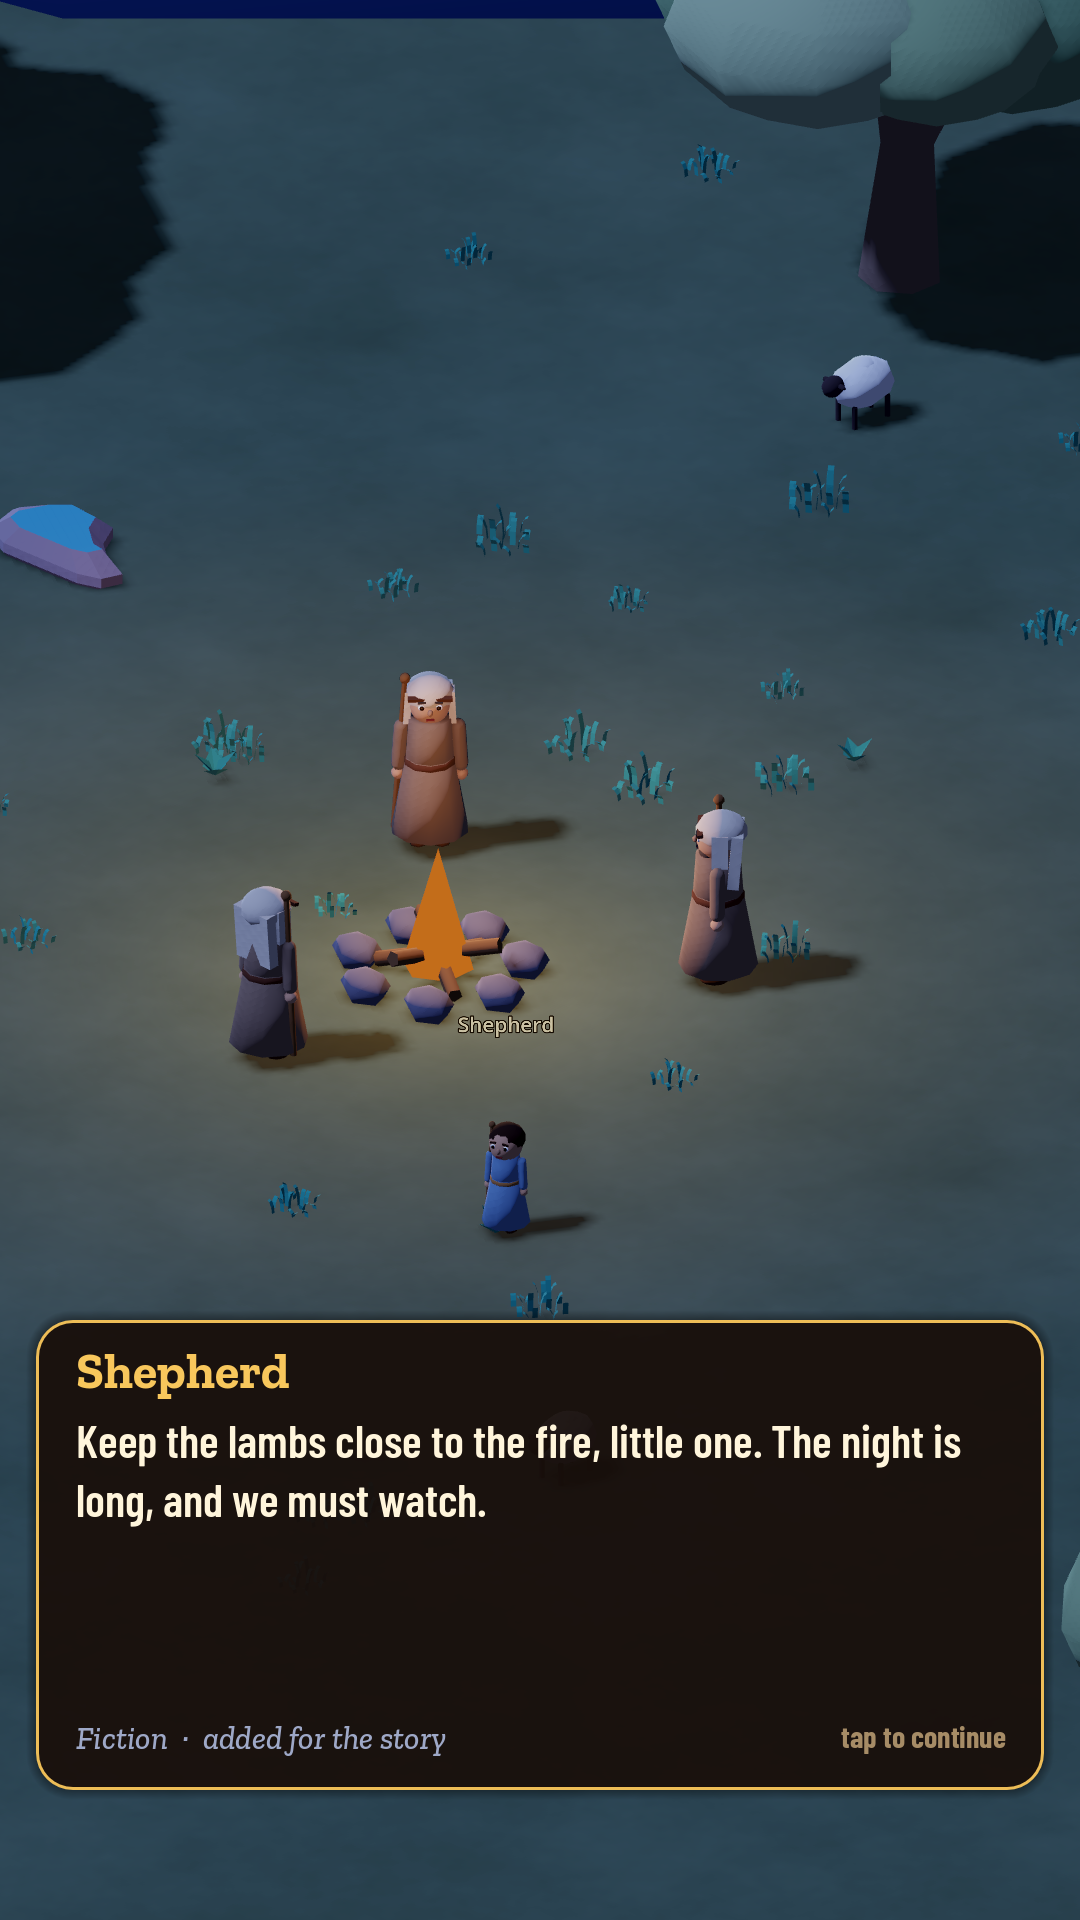 Shepherd
Shepherd
Keep the lambs close to the fire, little one. The night is
long, and we must watch.
Fiction · added for the story
tap to continue